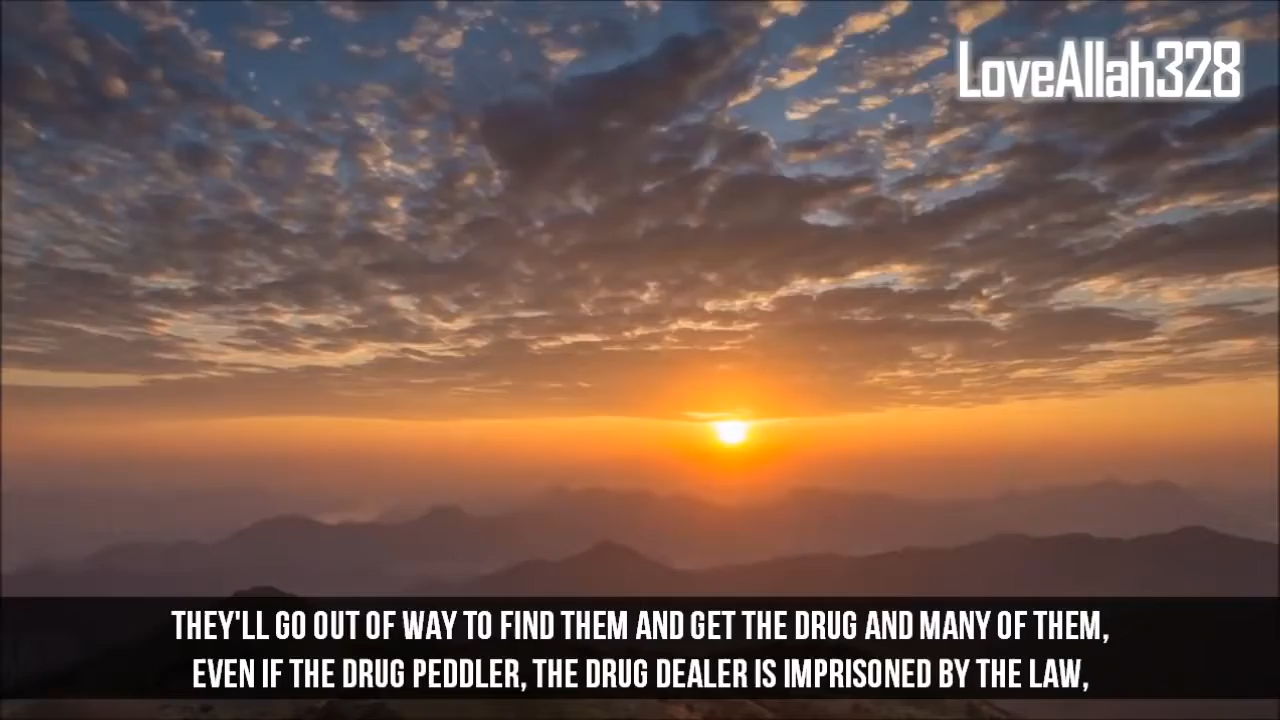 LoveAllah328
THEY'LL GO OUT OF WAY TO FIND THEM AND GET THE DRUG AND MANY OF THEM,
EVEN IF THE DRUG PEDDLER, THE DRUG DEALER IS IMPRISONED BY THE LAW,